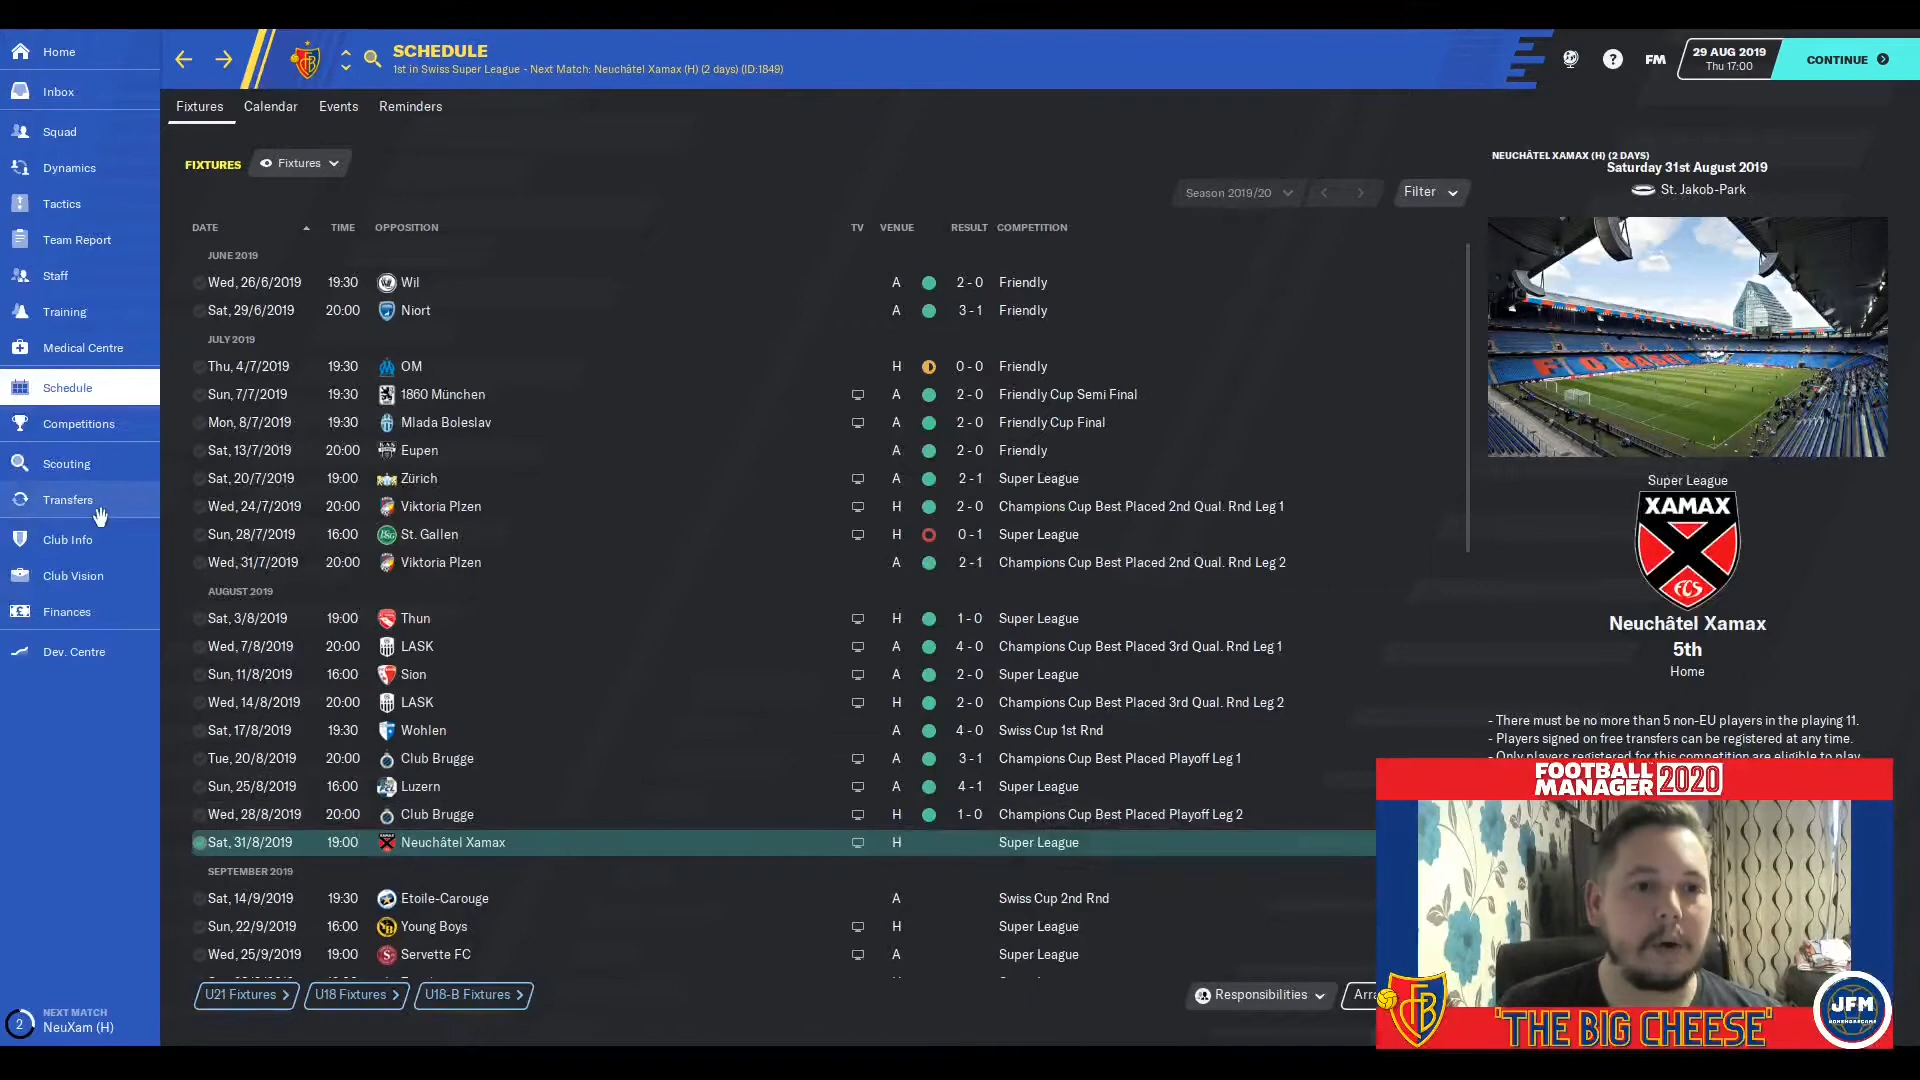 Home
Inbox
Squad
Dynamics
Tactics
Team Report
Staff
Training
Medical Centre
Schedule
Competitions
Scouting
Transfers
Club Info
Club Vision
Finances
Dev. Centre
2
NEXT MATCH
NeuXam (H)
SCHEDULE
1st in Swiss Super League - Next Match: Neuchâtel Xamax (H) (2 days) (ID:1849)
? FM
29 AUG 2019
Thu 17:00
CONTINUE
Fixtures Calendar Events Reminders
FIXTURES Fixtures
Season 2019/20 Filter
DATE TIME OPPOSITION TV VENUE RESULT COMPETITION
JUNE 2019
Wed, 26/6/2019 19:30 Wil A 2 - 0 Friendly
Sat, 29/6/2019 20:00 Niort A 3 - 1 Friendly
JULY 2019
Thu, 4/7/2019 19:30 OM H 0 - 0 Friendly
Sun, 7/7/2019 19:30 1860 München A 2 - 0 Friendly Cup Semi Final
Mon, 8/7/2019 19:30 Mlada Boleslav A 2 - 0 Friendly Cup Final
Sat, 13/7/2019 20:00 Eupen A 2 - 0 Friendly
Sat, 20/7/2019 19:00 Zürich A 2 - 1 Super League
Wed, 24/7/2019 20:00 Viktoria Plzen H 2 - 0 Champions Cup Best Placed 2nd Qual. Rnd Leg 1
Sun, 28/7/2019 16:00 St. Gallen H 0 - 1 Super League
Wed, 31/7/2019 20:00 Viktoria Plzen A 2 - 1 Champions Cup Best Placed 2nd Qual. Rnd Leg 2
AUGUST 2019
Sat, 3/8/2019 19:00 Thun H 1 - 0 Super League
Wed, 7/8/2019 20:00 LASK A 4 - 0 Champions Cup Best Placed 3rd Qual. Rnd Leg 1
Sun, 11/8/2019 16:00 Sion A 2 - 0 Super League
Wed, 14/8/2019 20:00 LASK H 2 - 0 Champions Cup Best Placed 3rd Qual. Rnd Leg 2
Sat, 17/8/2019 19:30 Wohlen A 4 - 0 Swiss Cup 1st Rnd
Tue, 20/8/2019 20:00 Club Brugge A 3 - 1 Champions Cup Best Placed Playoff Leg 1
Sun, 25/8/2019 16:00 Luzern A 4 - 1 Super League
Wed, 28/8/2019 20:00 Club Brugge H 1 - 0 Champions Cup Best Placed Playoff Leg 2
Sat, 31/8/2019 19:00 Neuchâtel Xamax H Super League
SEPTEMBER 2019
Sat, 14/9/2019 19:30 Etoile-Carouge A Swiss Cup 2nd Rnd
Sun, 22/9/2019 16:00 Young Boys H Super League
Wed, 25/9/2019 19:00 Servette FC A Super League
U21 Fixtures U18 Fixtures U18-B Fixtures Responsibilities Arra
NEUCHÂTEL XAMAX (H) (2 DAYS)
Saturday 31st August 2019
St. Jakob-Park
FC BASEL
Super League
XAMAX
FCS
Neuchâtel Xamax
5th
Home
- There must be no more than 5 non-EU players in the playing 11.
- Players signed on free transfers can be registered at any time.
- Only players registered for this competition are eligible to play
FOOTBALL
MANAGER 2020
FCB
'THE BIG CHEESE'
JFM